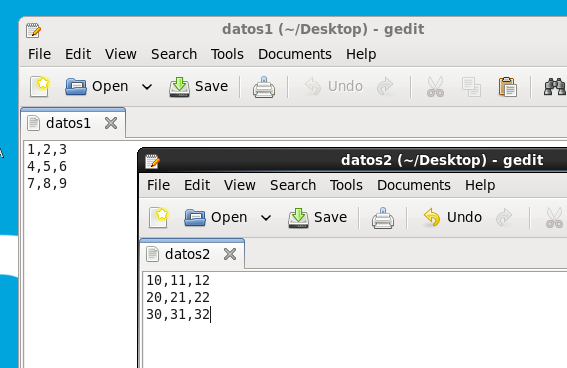 datos1 (~/Desktop) - gedit
File Edit View Search Tools Documents Help
Open Save Undo
datos1
1,2,3
4,5,6
7,8,9
datos2 (~/Desktop) - gedit
File Edit View Search Tools Documents Help
Open Save Undo
datos2
10,11,12
20,21,22
30,31,32